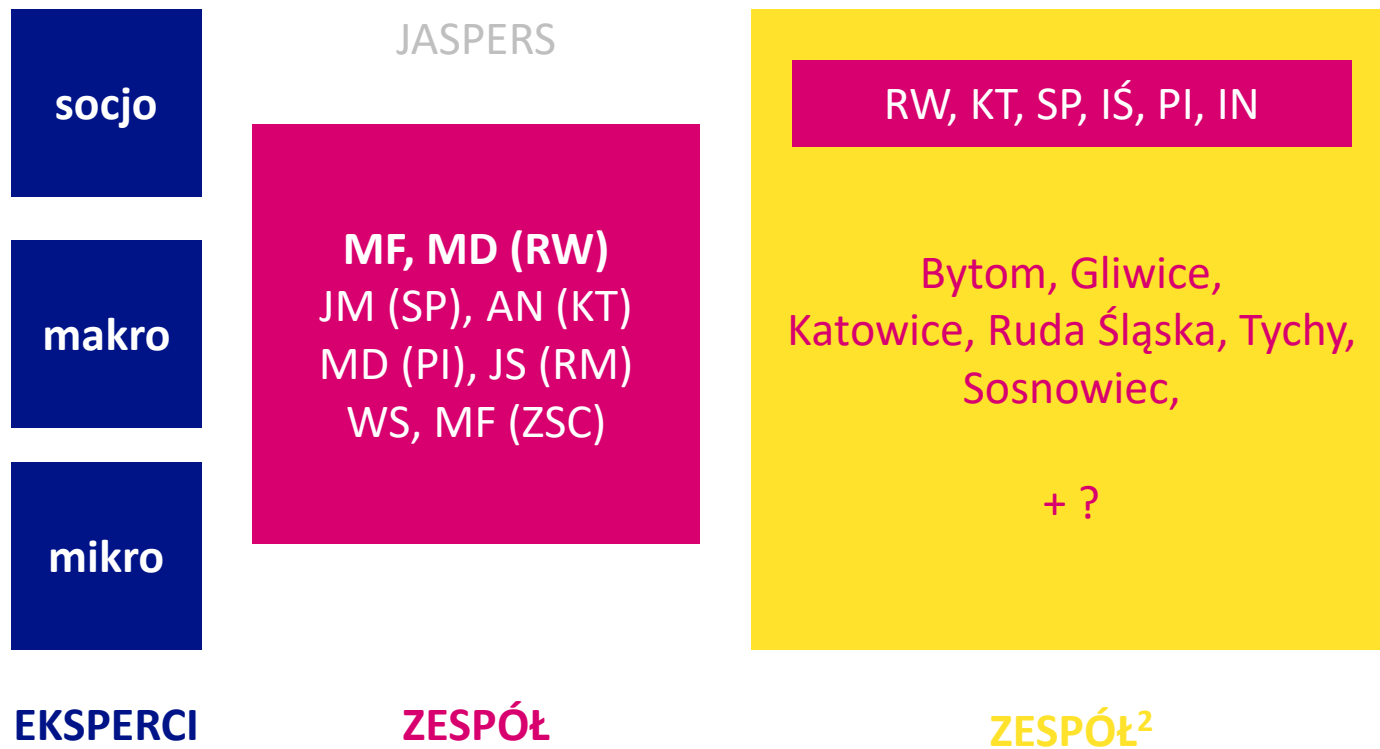 socjo
makro
mikro
EKSPERCI
JASPERS
MF, MD (RW)
JM (SP), AN (KT)
MD (PI), JS (RM)
WS, MF (ZSC)
ZESPÓŁ
RW, KT, SP, IŚ, PI, IN
Bytom, Gliwice,
Katowice, Ruda Śląska, Tychy,
Sosnowiec,
+ ?
ZESPÓŁ²